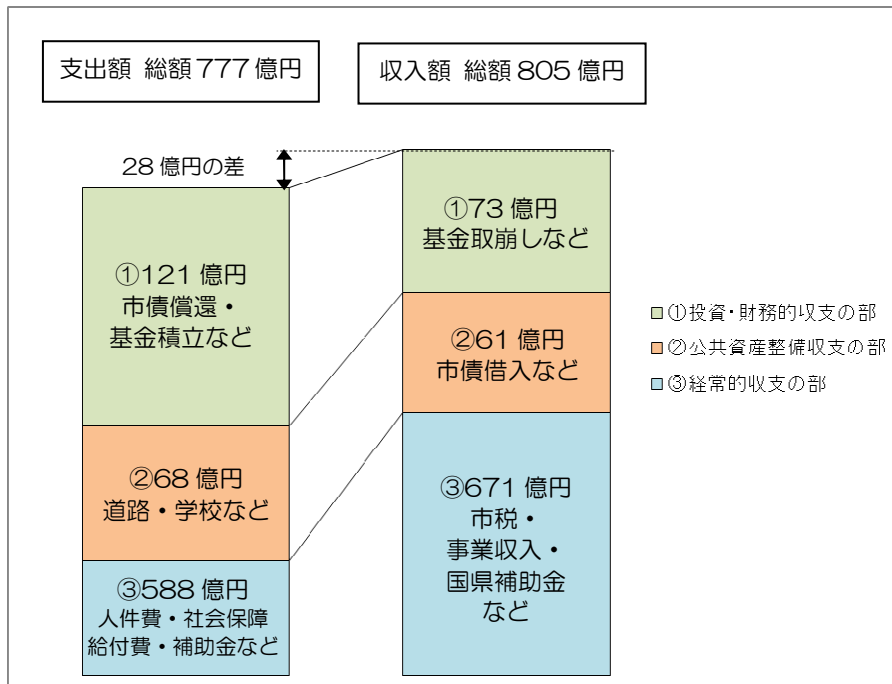 支出額 総額777億円
収入額 総額805億円
28億円の差
①121億円
市債償還・
基金積立など
②68億円
道路・学校など
③588億円
人件費・社会保障
給付費・補助金など
①73億円
基金取崩しなど
②61億円
市債借入など
③671億円
市税・
事業収入・
国県補助金
など
①投資・財務的収支の部
②公共資産整備収支の部
③経常的収支の部